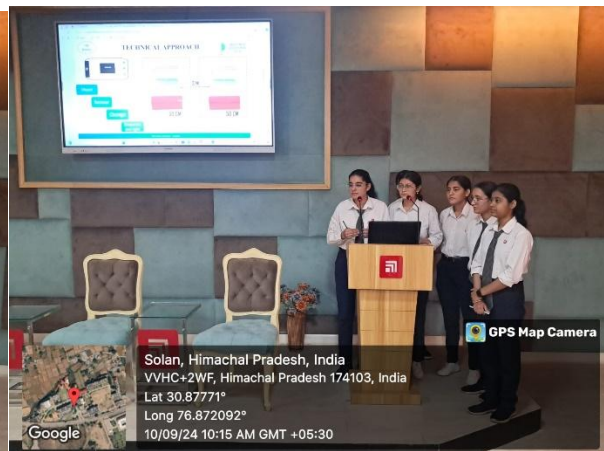 TECHNICAL APPROACH
GPS Map Camera
Solan, Himachal Pradesh, India
VVHC+2WF, Himachal Pradesh 174103, India
Lat 30.87771°
Long 76.872092°
10/09/24 10:15 AM GMT +05:30
Google